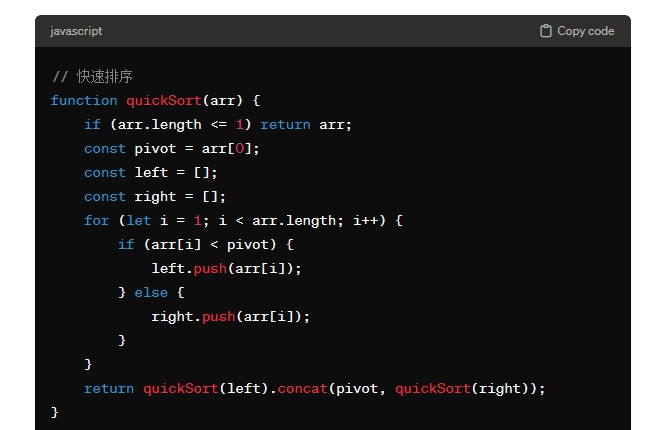 javascript
Copy code
// 快速排序
function quickSort(arr) {
    if (arr.length <= 1) return arr;
    const pivot = arr[0];
    const left = [];
    const right = [];
    for (let i = 1; i < arr.length; i++) {
        if (arr[i] < pivot) {
            left.push(arr[i]);
        } else {
            right.push(arr[i]);
        }
    }
    return quickSort(left).concat(pivot, quickSort(right));
}